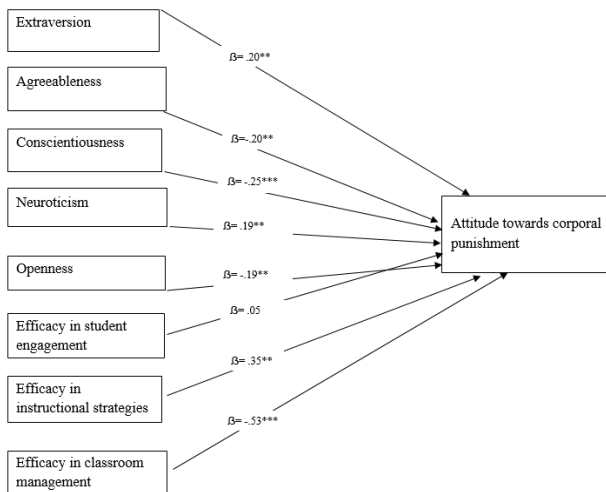 Extraversion
ß= .20**
Agreeableness
ß=-.20**
Conscientiousness
ß= -.25***
Neuroticism
ß= .19**
Attitude towards corporal
punishment
Openness
ß= -.19**
Efficacy in student
engagement
ß= .05
Efficacy in
instructional strategies
ß= .35**
Efficacy in classroom
management
ß= -.53***